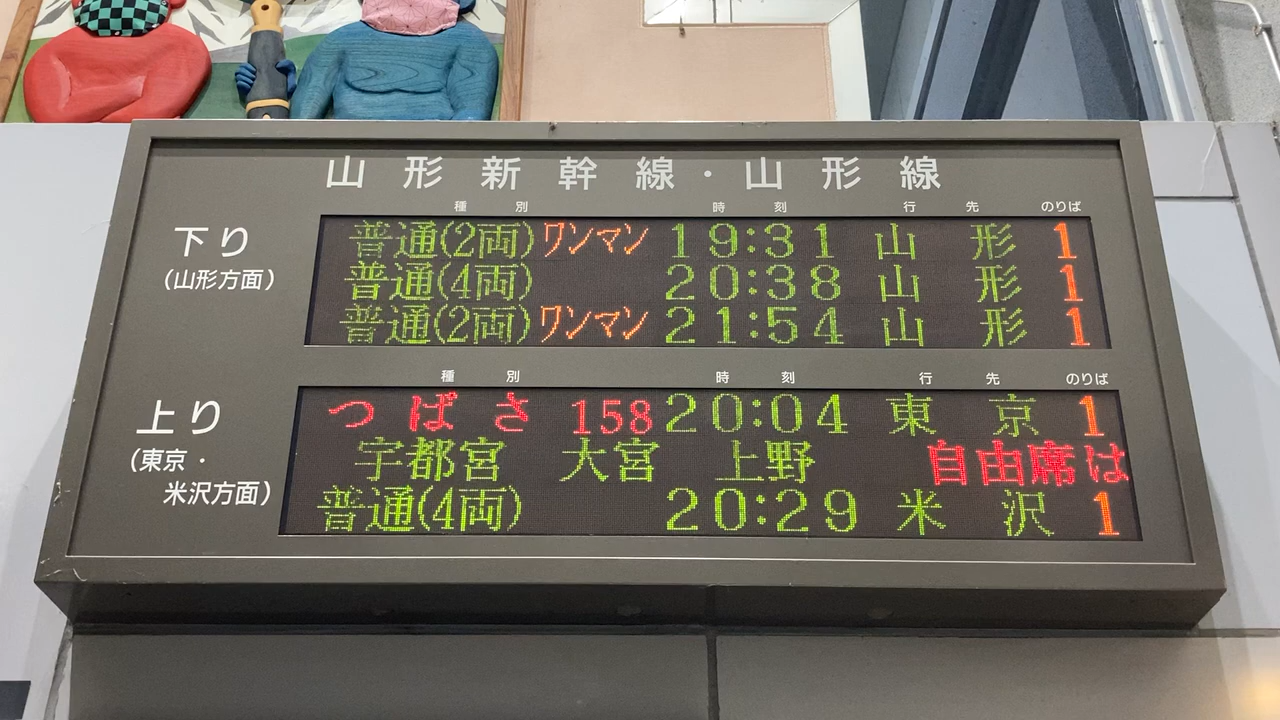 山形新幹線・山形線
種別 時刻 行先 のりば
下り
(山形方面)
普通(2両) ワンマン 19:31 山形 1
普通(4両) 20:38 山形 1
普通(2両) ワンマン 21:54 山形 1
種別 時刻 行先 のりば
上り
(東京・
米沢方面)
つばさ 158 20:04 東京 1
宇都宮 大宮 上野 自由席は
普通(4両) 20:29 米沢 1